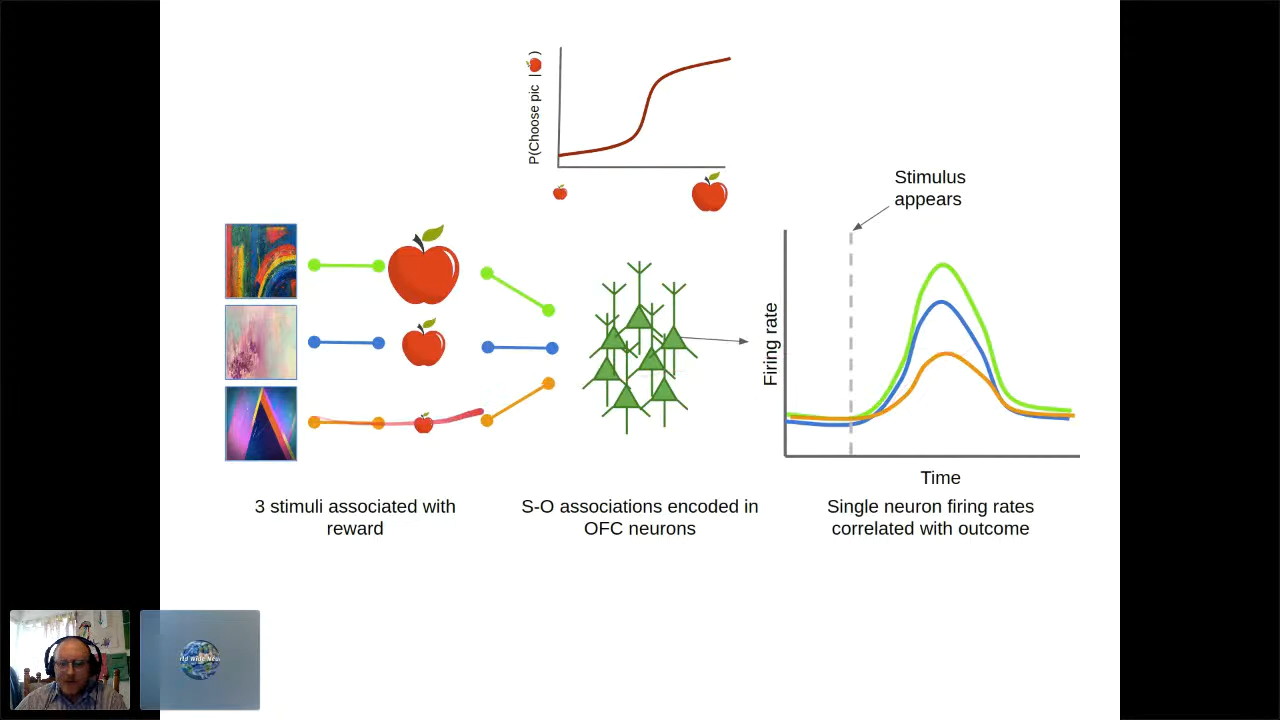 P(Choose pic | )
Stimulus
appears
Firing rate
Time
3 stimuli associated with
reward
S-O associations encoded in
OFC neurons
Single neuron firing rates
correlated with outcome